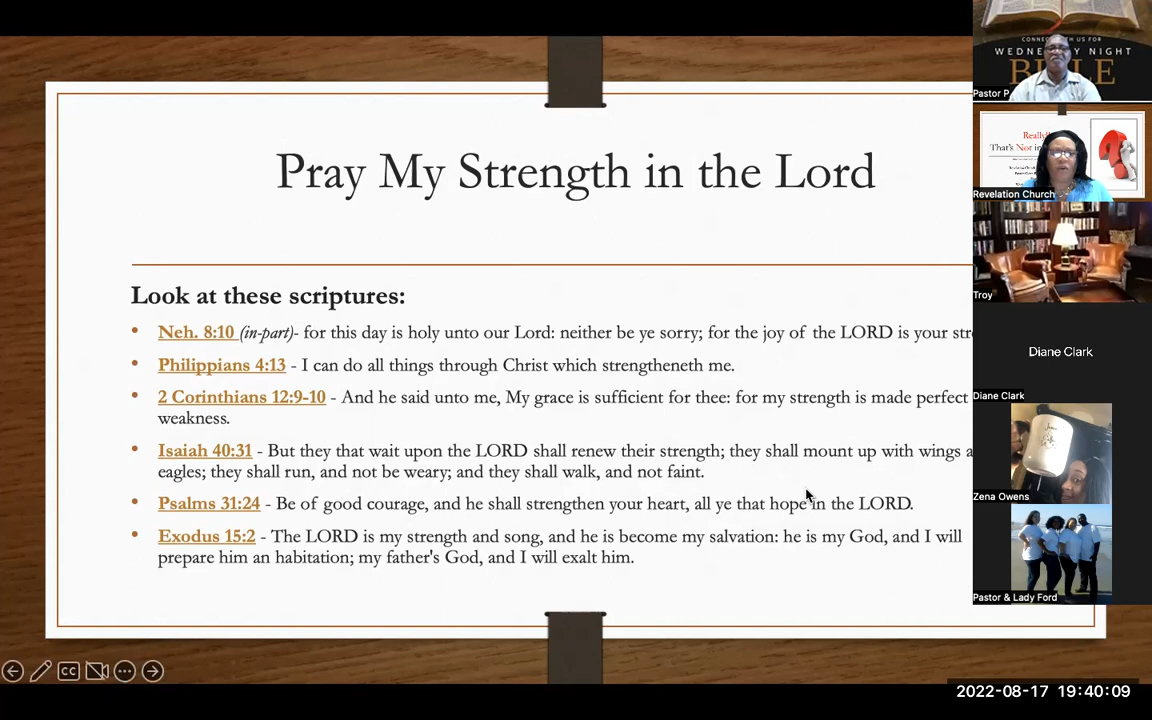 Pray My Strength in the Lord
Look at these scriptures:
• Neh. 8:10 (in-part)- for this day is holy unto our Lord: neither be ye sorry; for the joy of the LORD is your
• Philippians 4:13 - I can do all things through Christ which strengtheneth me.
• 2 Corinthians 12:9-10 - And he said unto me, My grace is sufficient for thee: for my strength is made perfect
weakness.
• Isaiah 40:31 - But they that wait upon the LORD shall renew their strength; they shall mount up with wings
eagles; they shall run, and not be weary; and they shall walk, and not faint.
• Psalms 31:24 - Be of good courage, and he shall strengthen your heart, all ye that hope in the LORD.
• Exodus 15:2 - The LORD is my strength and song, and he is become my salvation: he is my God, and I will
prepare him an habitation; my father's God, and I will exalt him.
US FOR
NIGHT
Pastor P
Really
That's Not
Revelation Church
Troy
Diane Clark
Diane Clark
Zena Owens
Pastor & Lady Ford
CC
2022-08-17 19:40:09